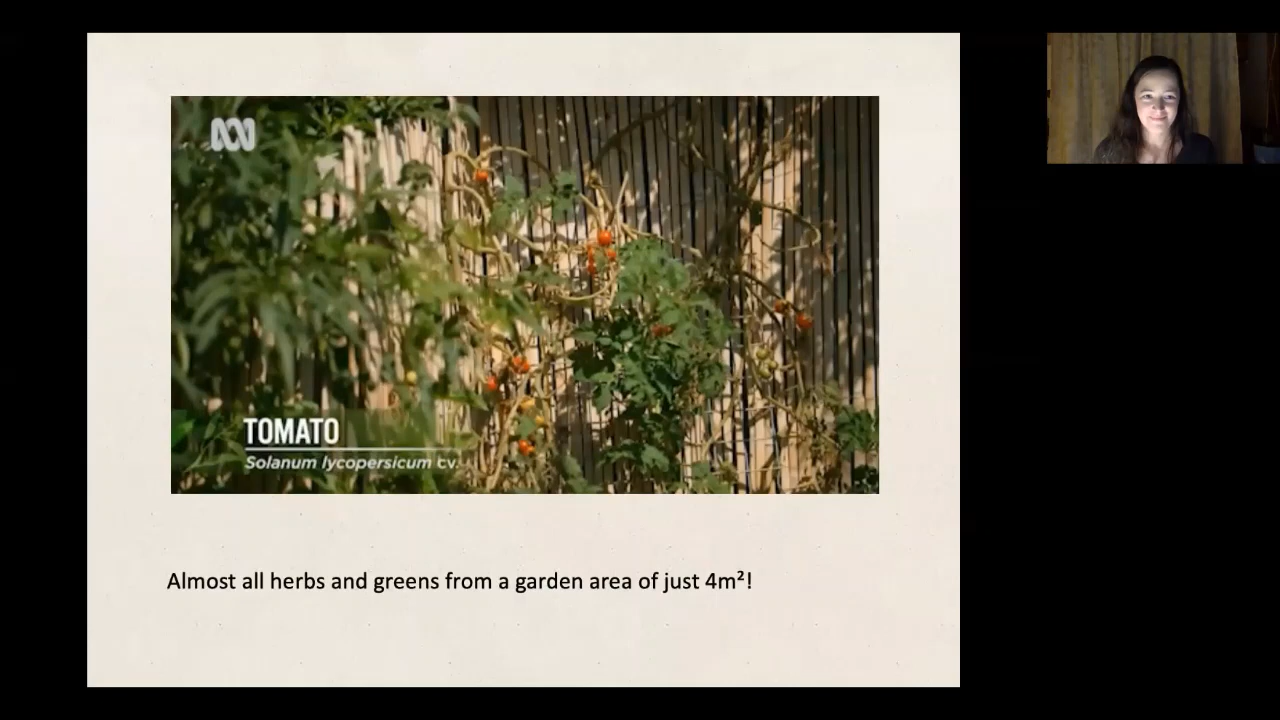 TOMATO
Solanum lycopersicum cv.
Almost all herbs and greens from a garden area of just 4m²!